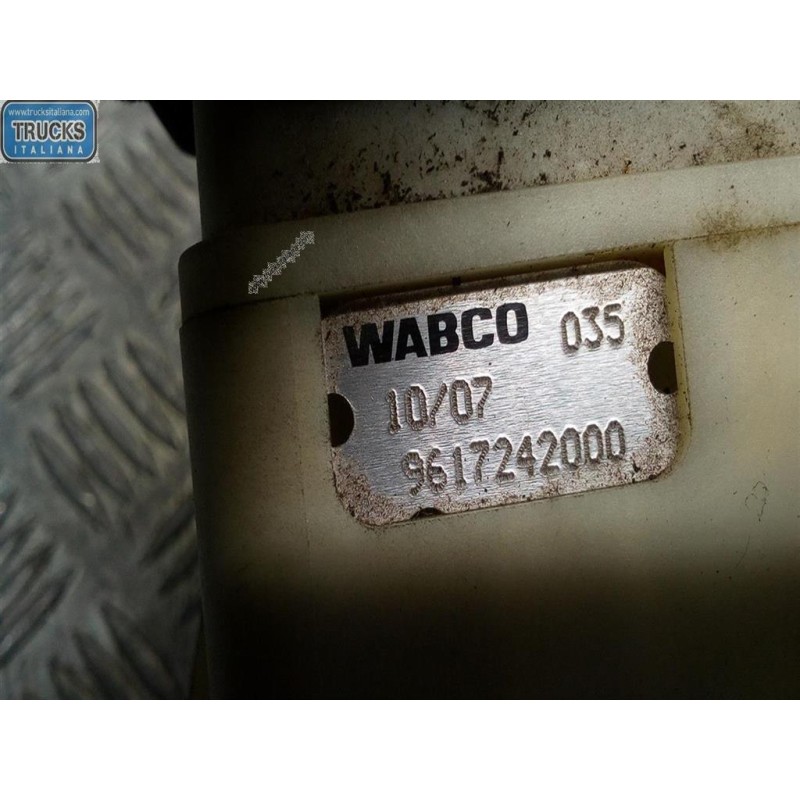 www.trucksitaliana.com
TRUCKS
ITALIANA
WABCO 035
10/07
9617242000